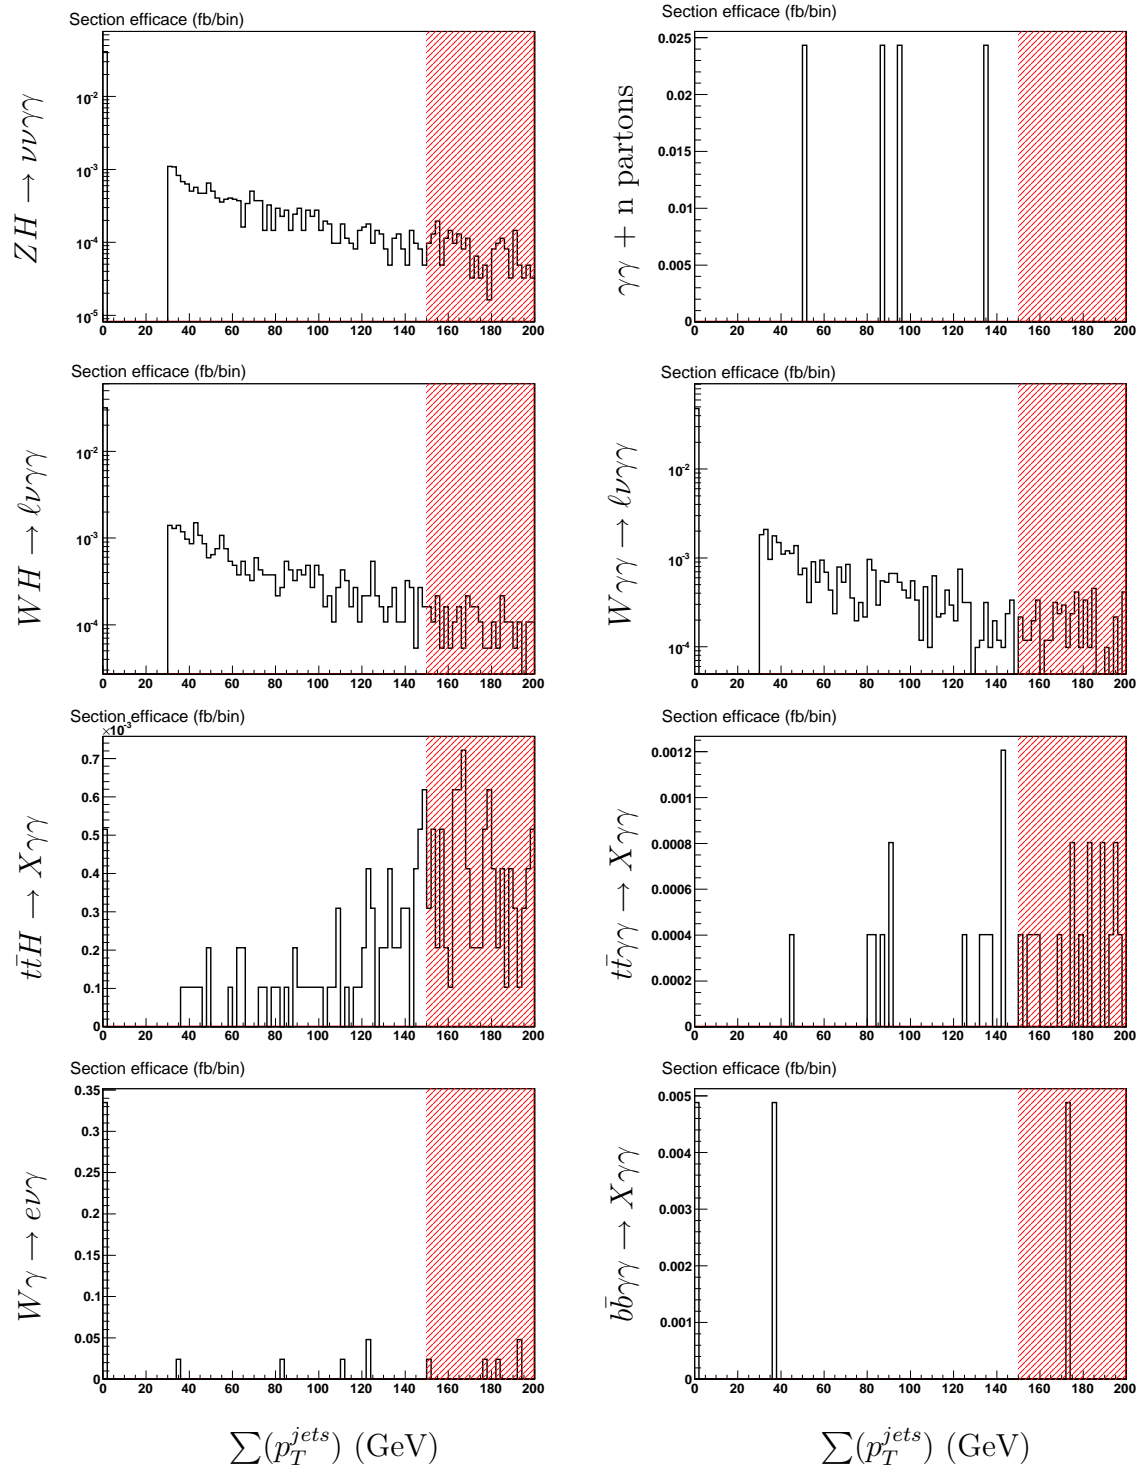 Section efficace (fb/bin)
10⁻²
10⁻³
10⁻⁴
10⁻⁵
0 20 40 60 80 100 120 140 160 180 200
ZH → ννγγ
Section efficace (fb/bin)
0.025
0.02
0.015
0.01
0.005
0
0 20 40 60 80 100 120 140 160 180 200
γγ + n partons
Section efficace (fb/bin)
10⁻²
10⁻³
10⁻⁴
0 20 40 60 80 100 120 140 160 180 200
WH → ℓνγγ
Section efficace (fb/bin)
10⁻²
10⁻³
10⁻⁴
0 20 40 60 80 100 120 140 160 180 200
Wγγ → ℓνγγ
Section efficace (fb/bin)
×10⁻³
0.7
0.6
0.5
0.4
0.3
0.2
0.1
0
0 20 40 60 80 100 120 140 160 180 200
tt̄H → Xγγ
Section efficace (fb/bin)
0.0012
0.001
0.0008
0.0006
0.0004
0.0002
0
0 20 40 60 80 100 120 140 160 180 200
tt̄γγ → Xγγ
Section efficace (fb/bin)
0.35
0.3
0.25
0.2
0.15
0.1
0.05
0
0 20 40 60 80 100 120 140 160 180 200
Wγ → eνγ
∑(p_T^{jets}) (GeV)
Section efficace (fb/bin)
0.005
0.004
0.003
0.002
0.001
0
0 20 40 60 80 100 120 140 160 180 200
bb̄γγ → Xγγ
∑(p_T^{jets}) (GeV)